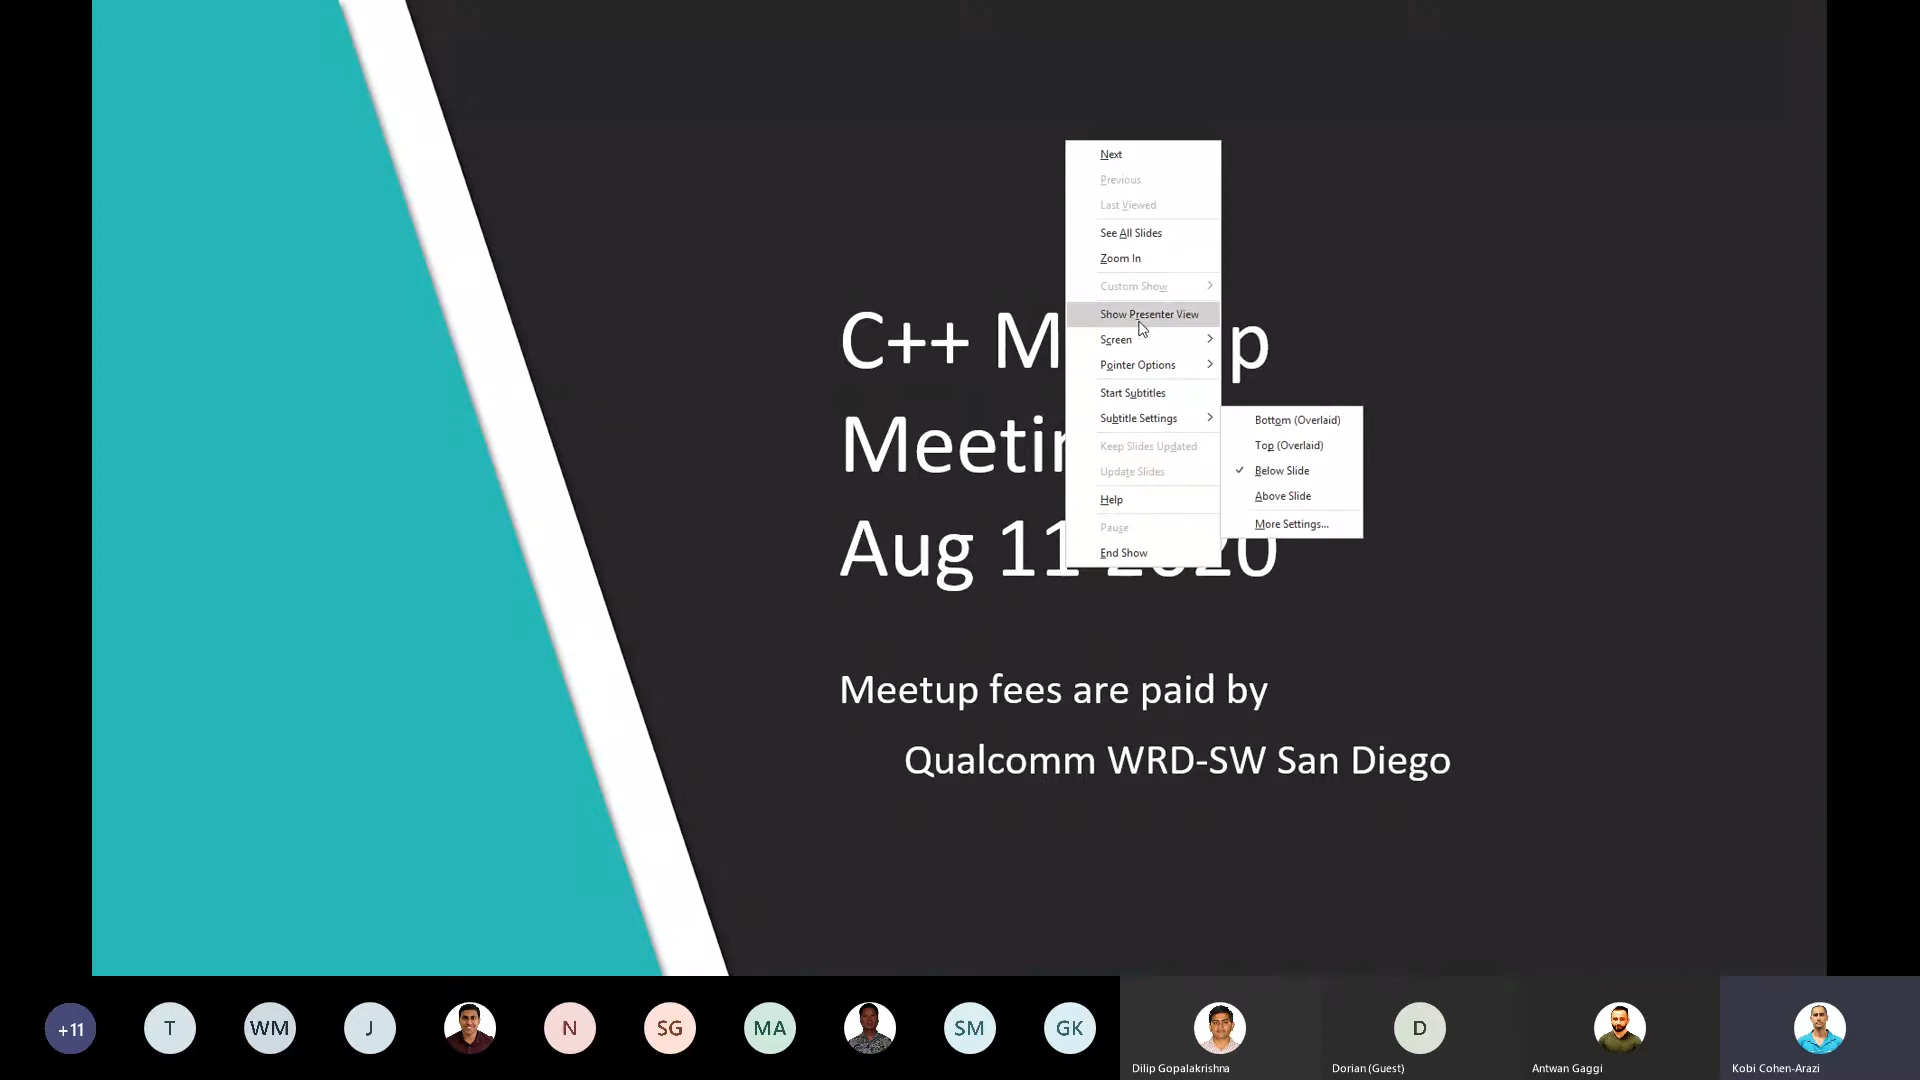 Next
Previous
Last Viewed
See All Slides
Zoom In
Custom Show
Show Presenter View
Screen
Pointer Options
Start Subtitles
Subtitle Settings
Keep Slides Updated
Update Slides
Help
Pause
End Show
Bottom (Overlaid)
Top (Overlaid)
Below Slide
Above Slide
More Settings...
C++ M p
Meetin
Aug 11 2020
Meetup fees are paid by
Qualcomm WRD-SW San Diego
+11
T
WM
J
N
SG
MA
SM
GK
D
Dilip Gopalakrishna
Dorian (Guest)
Antwan Gaggi
Kobi Cohen-Arazi